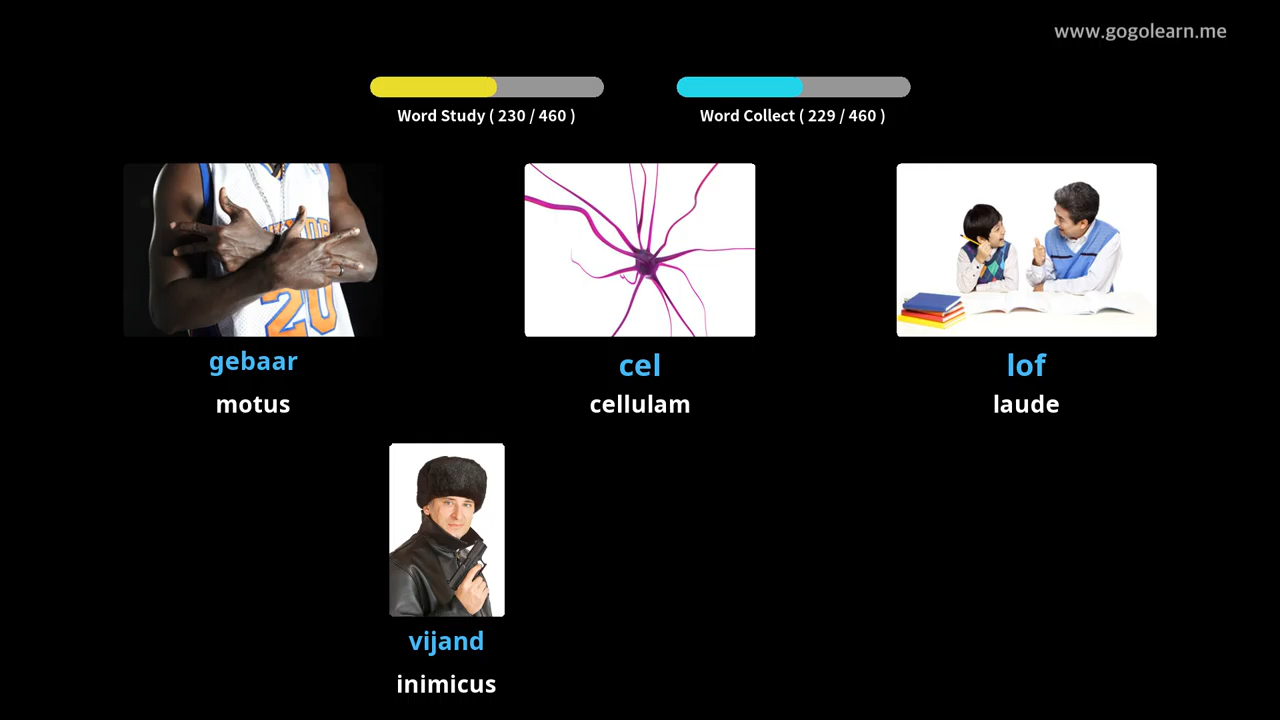 www.gogolearn.me
Word Study ( 230 / 460 )
Word Collect ( 229 / 460 )
20
gebaar
cel
lof
motus
cellulam
laude
vijand
inimicus